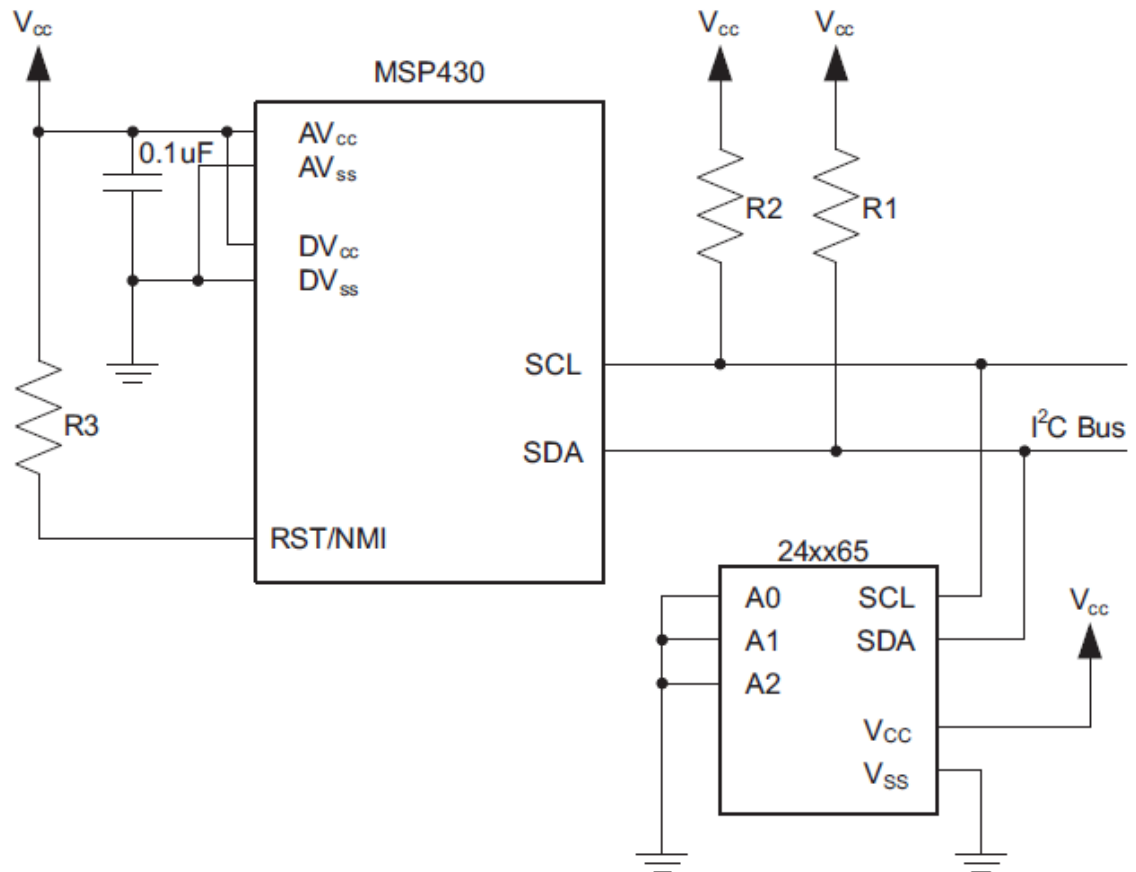 Vcc
Vcc
Vcc
MSP430
AVcc
0.1uF
AVss
R2
R1
DVcc
DVss
SCL
R3
I²C Bus
SDA
RST/NMI
24xx65
A0
SCL
Vcc
A1
SDA
A2
VCC
VSS